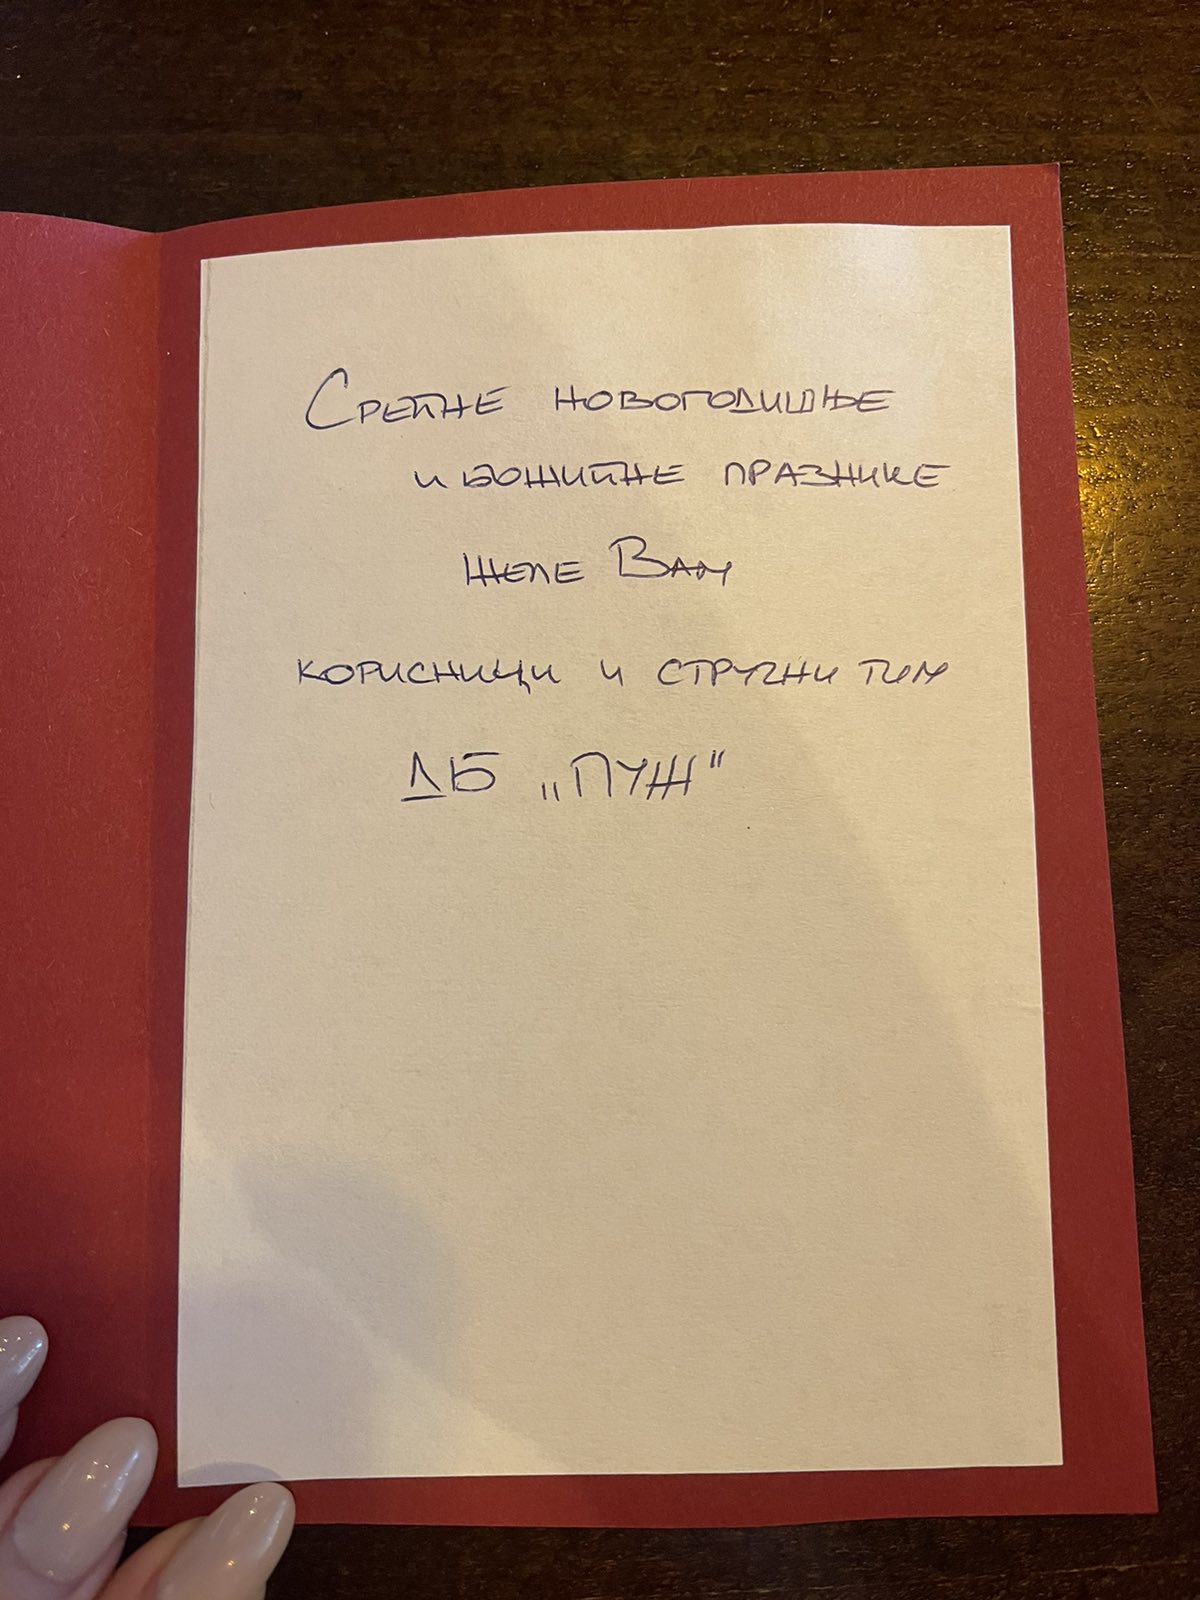 Срећне новогодишње
и божићне празнике
желе Вам
корисници и стручни тим
ДБ „ПУЖ“